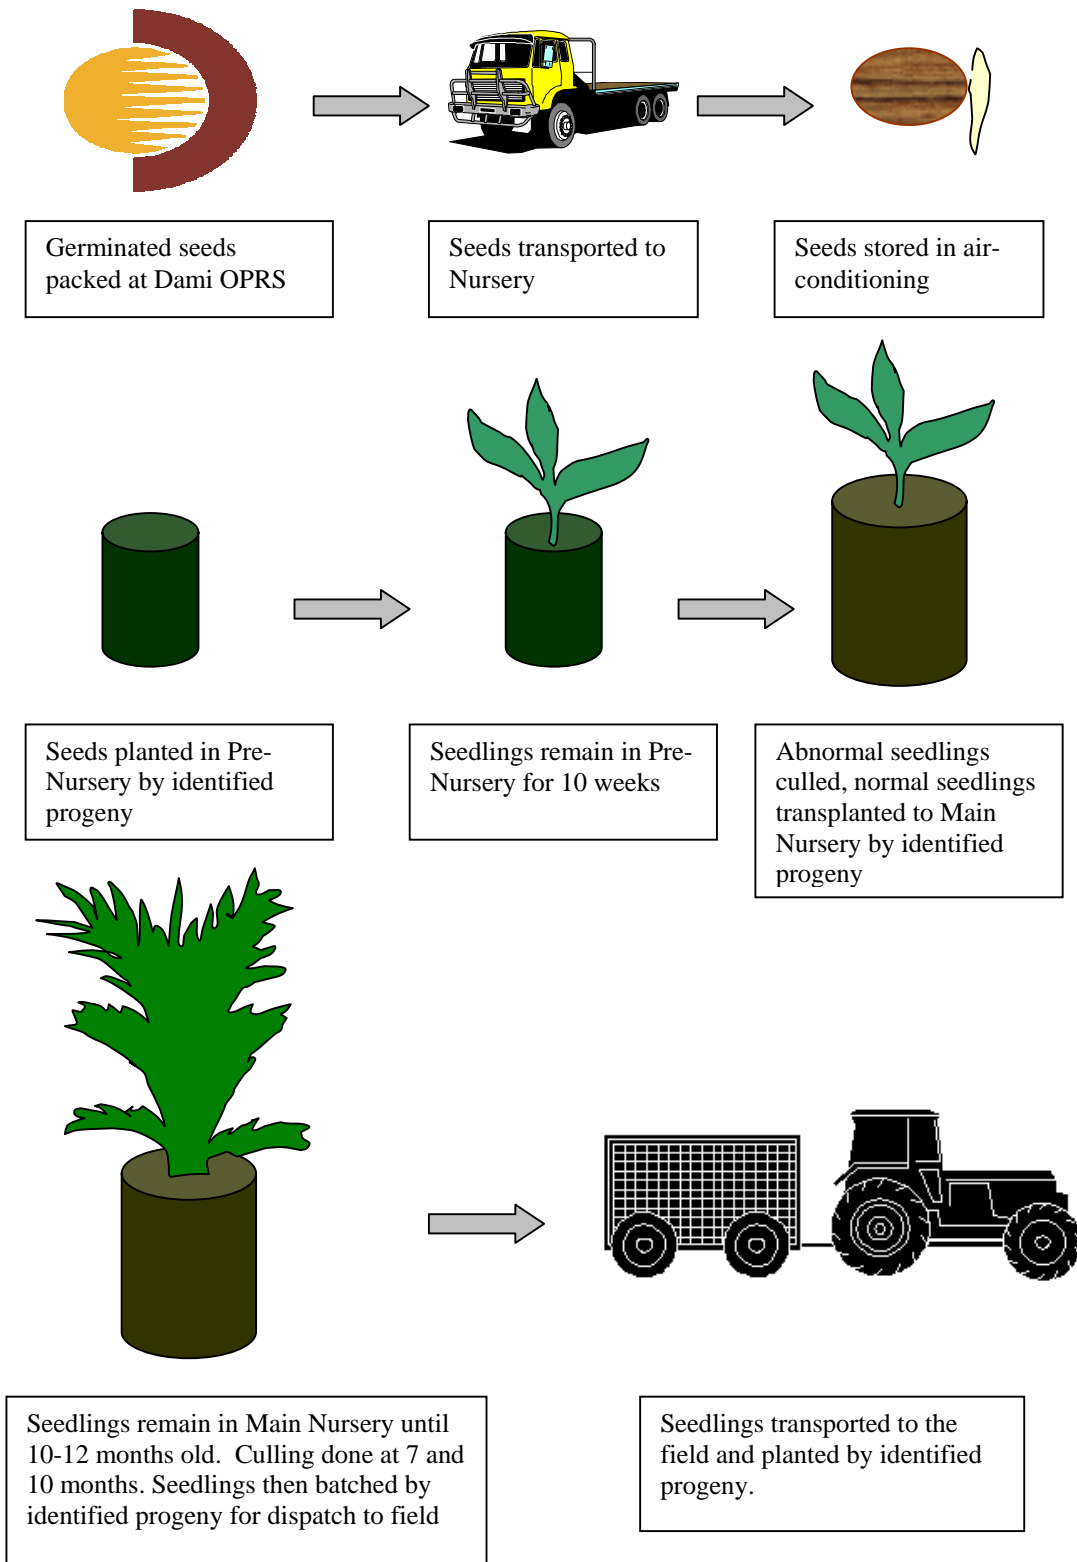 Germinated seeds
packed at Dami OPRS
Seeds transported to
Nursery
Seeds stored in air-
conditioning
Seeds planted in Pre-
Nursery by identified
progeny
Seedlings remain in Pre-
Nursery for 10 weeks
Abnormal seedlings
culled, normal seedlings
transplanted to Main
Nursery by identified
progeny
Seedlings remain in Main Nursery until
10-12 months old.  Culling done at 7 and
10 months. Seedlings then batched by
identified progeny for dispatch to field
Seedlings transported to the
field and planted by identified
progeny.